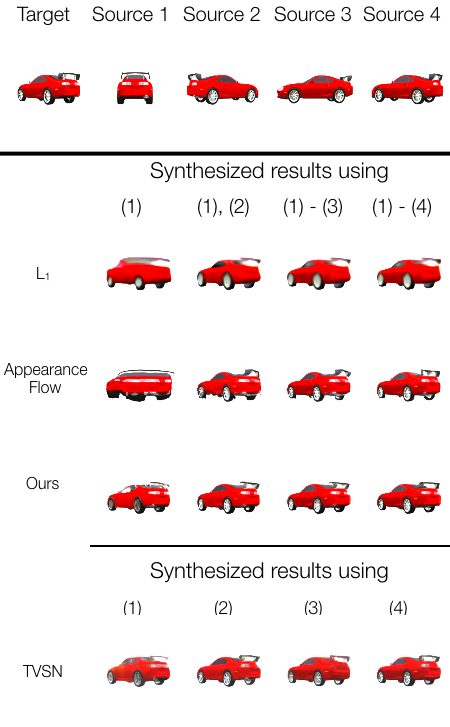 Target Source 1 Source 2 Source 3 Source 4
Synthesized results using
(1) (1), (2) (1) - (3) (1) - (4)
L₁
Appearance
Flow
Ours
Synthesized results using
(1) (2) (3) (4)
TVSN